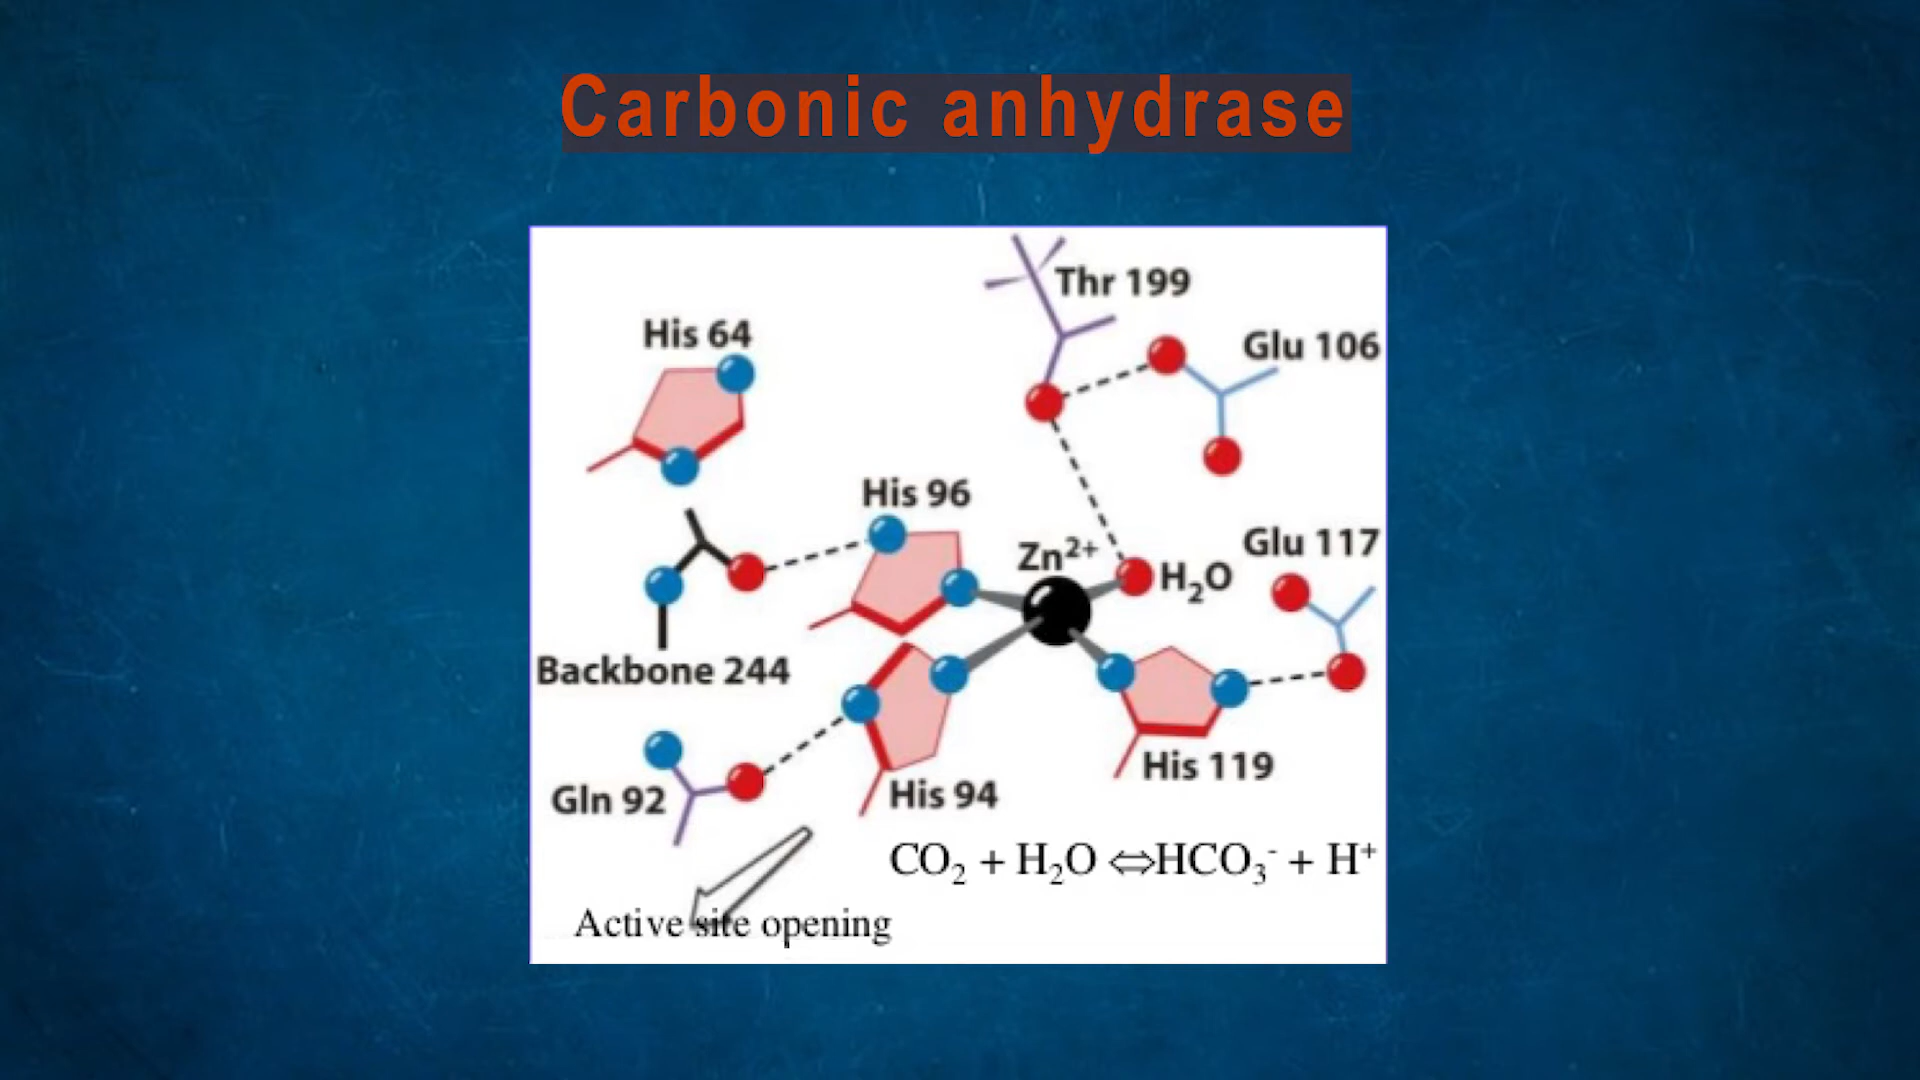 Carbonic anhydrase
Thr 199
His 64
Glu 106
His 96
Zn²⁺
Glu 117
H₂O
Backbone 244
His 119
Gln 92
His 94
CO₂ + H₂O ⇔HCO₃⁻ + H⁺
Active site opening